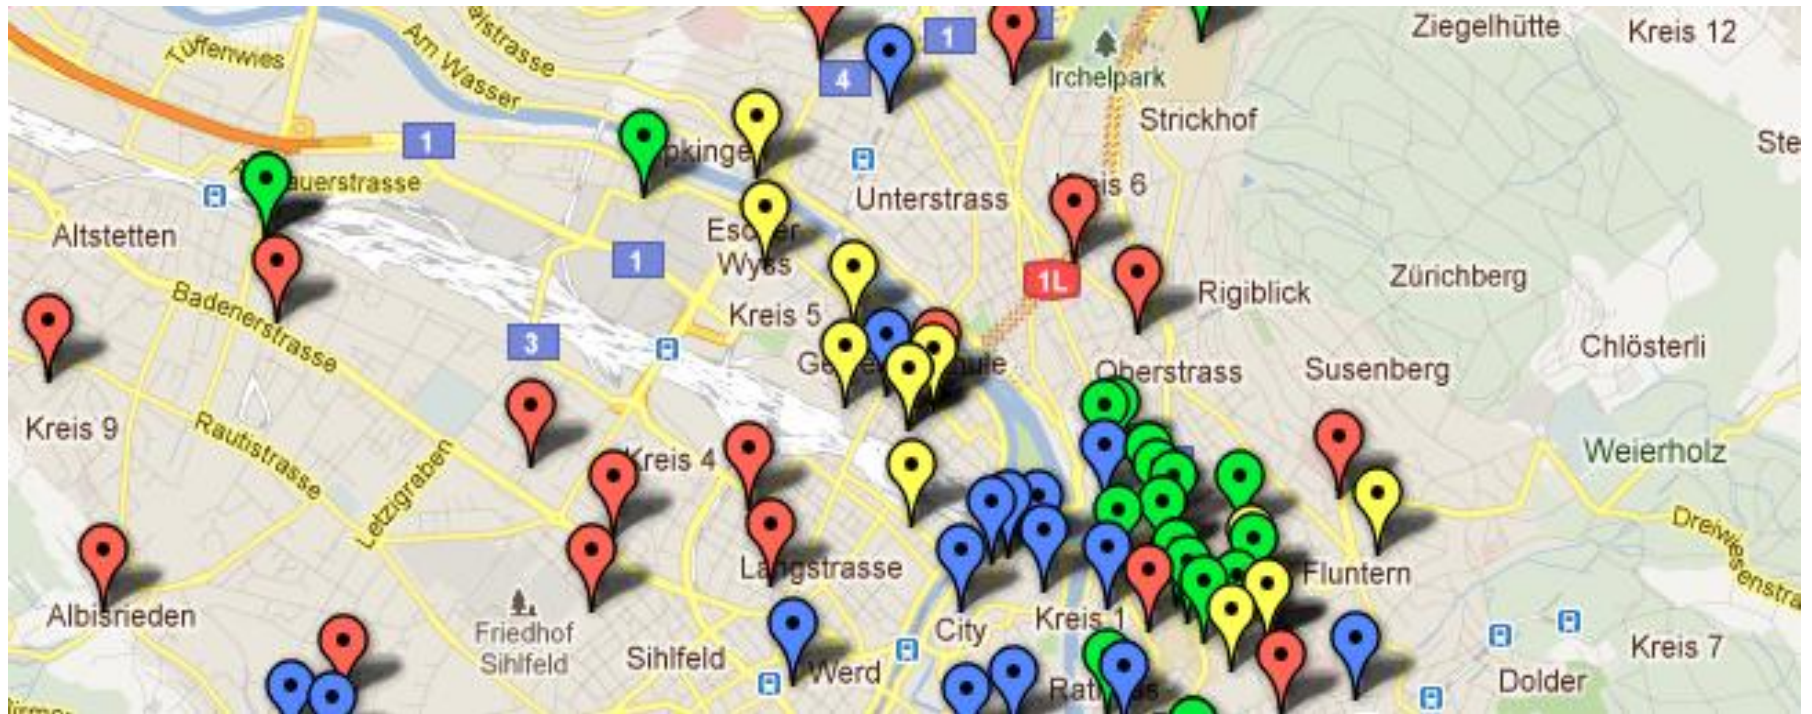 Ziegelhütte
Kreis 12
Tüffenwies
Am Wasser
1
4
Irchelpark
Strickhof
1
Altstetten
Unterstrass
Wyss
1
1L
Rigiblick
Zürichberg
Badenerstrasse
Kreis 5
3
Chlösterli
Oberstrass
Susenberg
Kreis 9
Rautistrasse
Letzigraben
Kreis 4
Weierholz
Langstrasse
Fluntern
Albisrieden
Friedhof
Sihlfeld
Sihlfeld
City
Kreis 1
Werd
Kreis 7
Dolder